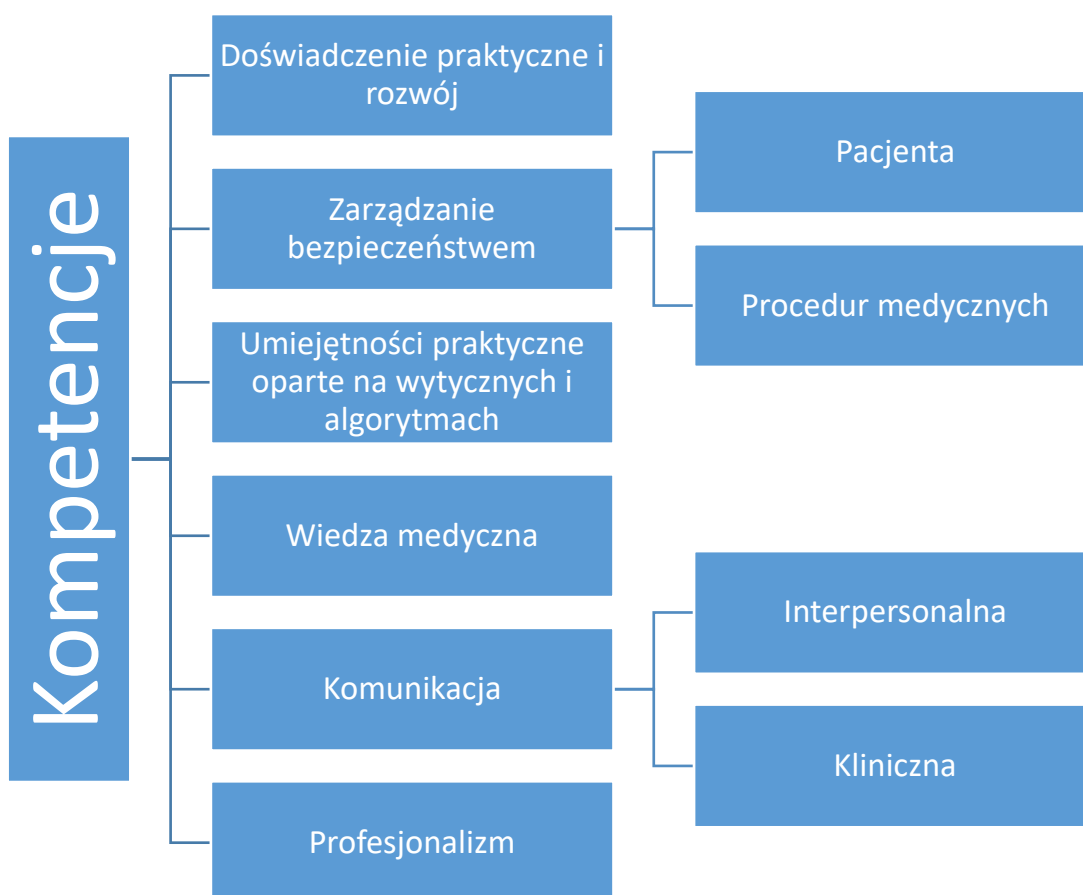 Kompetencje
Doświadczenie praktyczne i
rozwój
Zarządzanie
bezpieczeństwem
Pacjenta
Procedur medycznych
Umiejętności praktyczne
oparte na wytycznych i
algorytmach
Wiedza medyczna
Komunikacja
Interpersonalna
Kliniczna
Profesjonalizm